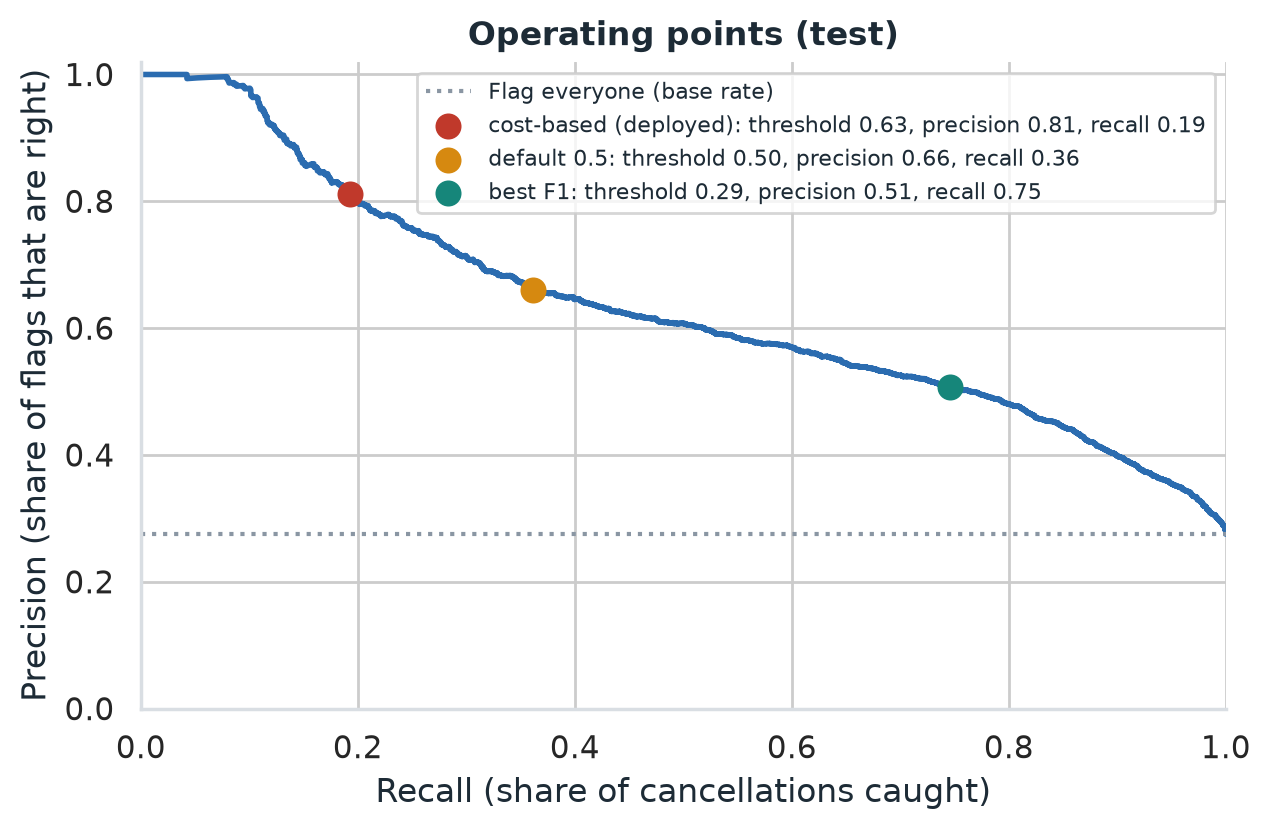 Operating points (test)
Flag everyone (base rate)
cost-based (deployed): threshold 0.63, precision 0.81, recall 0.19
default 0.5: threshold 0.50, precision 0.66, recall 0.36
best F1: threshold 0.29, precision 0.51, recall 0.75
Precision (share of flags that are right)
1.0
0.8
0.6
0.4
0.2
0.0
0.0 0.2 0.4 0.6 0.8 1.0
Recall (share of cancellations caught)